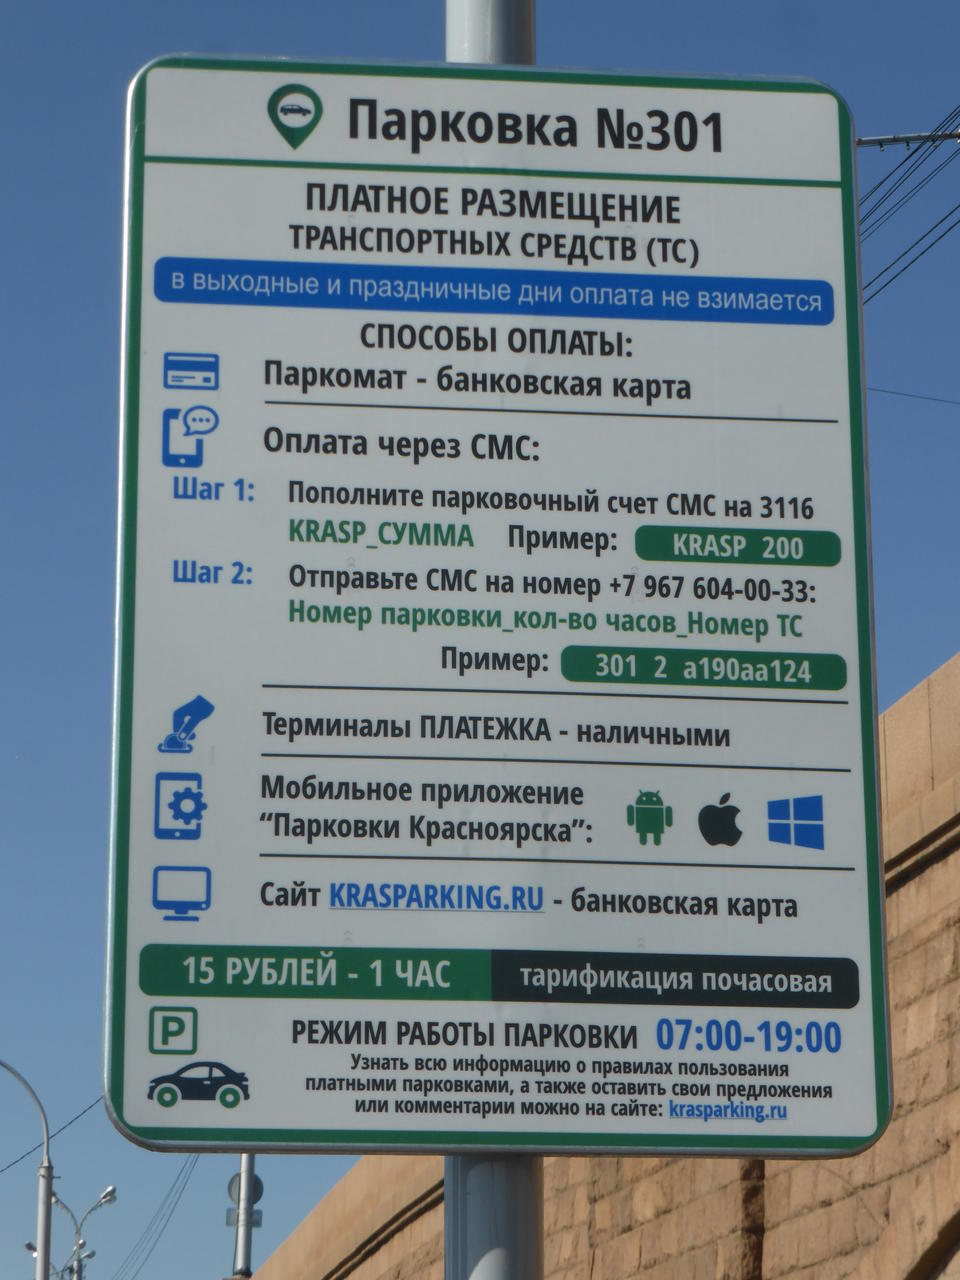 Парковка №301
ПЛАТНОЕ РАЗМЕЩЕНИЕ
ТРАНСПОРТНЫХ СРЕДСТВ (ТС)
в выходные и праздничные дни оплата не взимается
СПОСОБЫ ОПЛАТЫ:
Паркомат - банковская карта
Оплата через СМС:
Шаг 1: Пополните парковочный счет СМС на 3116
KRASP_СУММА Пример: KRASP 200
Шаг 2: Отправьте СМС на номер +7 967 604-00-33:
Номер парковки_кол-во часов_Номер ТС
Пример: 301 2 а190аа124
Терминалы ПЛАТЕЖКА - наличными
Мобильное приложение
“Парковки Красноярска”:
Сайт KRASPARKING.RU - банковская карта
15 РУБЛЕЙ - 1 ЧАС тарификация почасовая
P РЕЖИМ РАБОТЫ ПАРКОВКИ 07:00-19:00
Узнать всю информацию о правилах пользования
платными парковками, а также оставить свои предложения
или комментарии можно на сайте: krasparking.ru